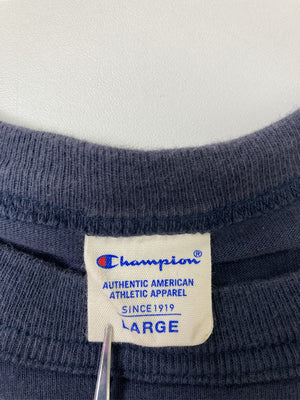 Champion®
AUTHENTIC AMERICAN
ATHLETIC APPAREL
SINCE 1919
LARGE